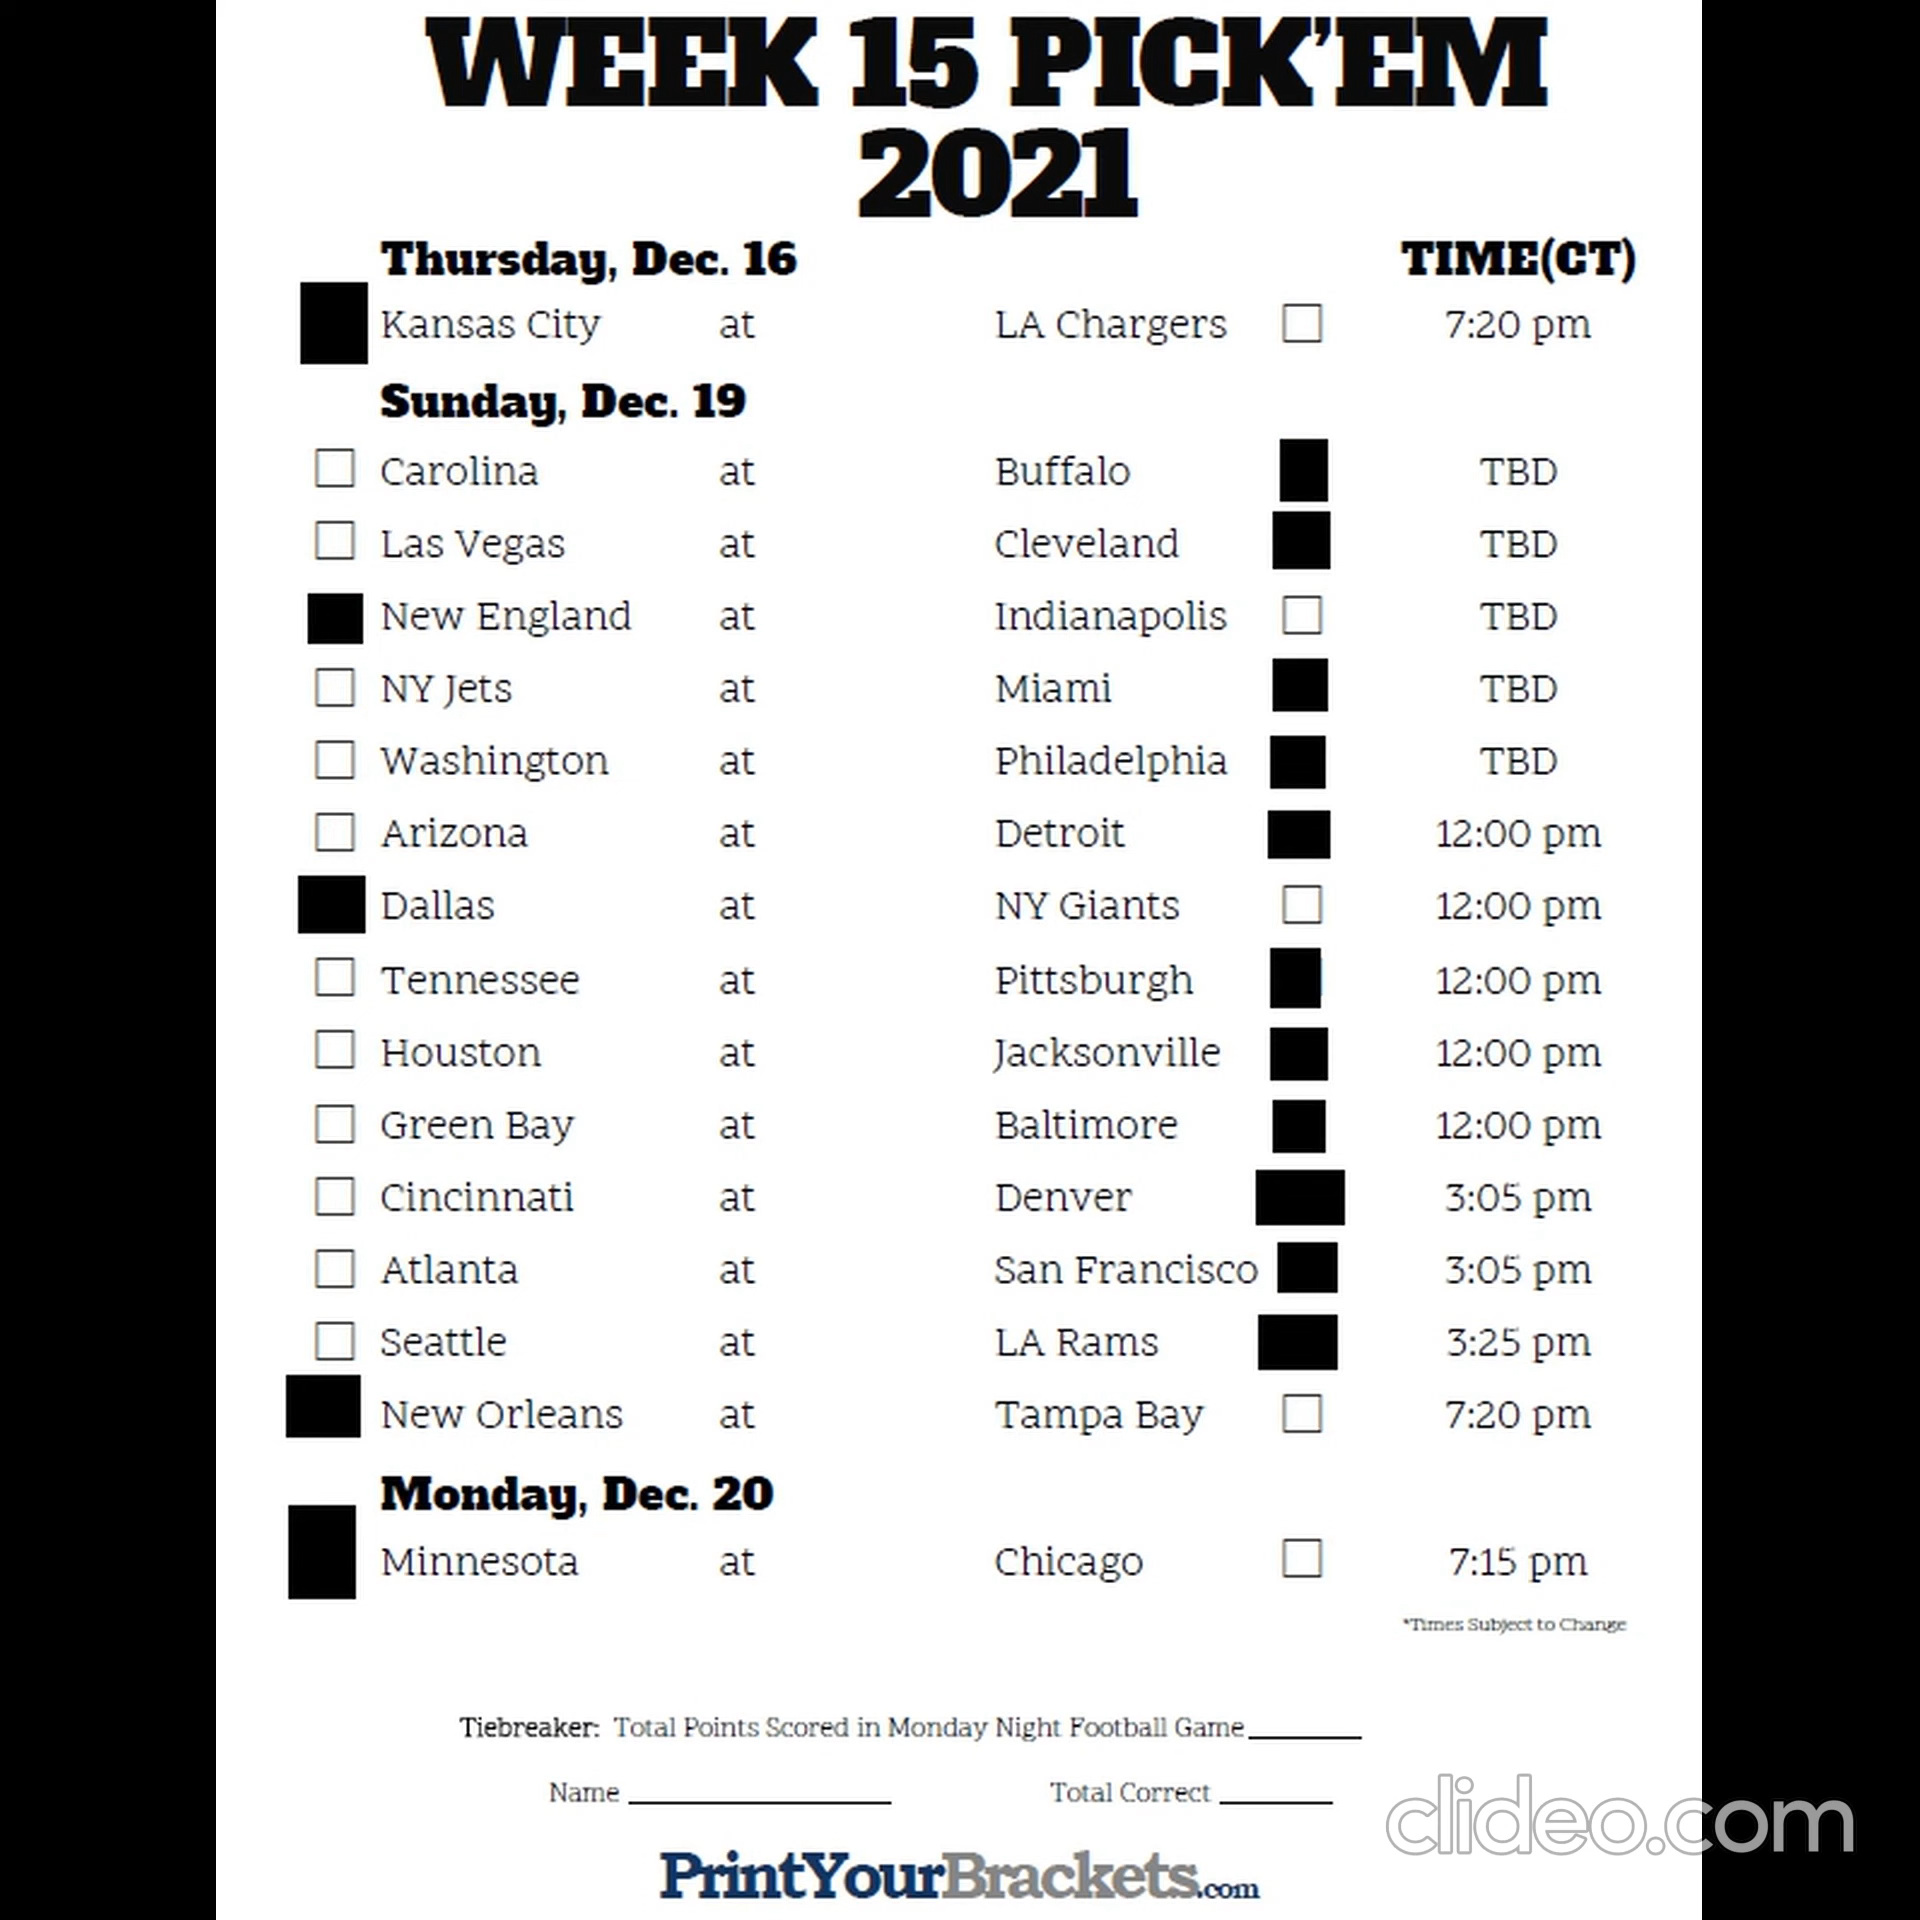 WEEK 15 PICK'EM
2021
Thursday, Dec. 16 TIME(CT)
Kansas City at LA Chargers 7:20 pm
Sunday, Dec. 19
Carolina at Buffalo TBD
Las Vegas at Cleveland TBD
New England at Indianapolis TBD
NY Jets at Miami TBD
Washington at Philadelphia TBD
Arizona at Detroit 12:00 pm
Dallas at NY Giants 12:00 pm
Tennessee at Pittsburgh 12:00 pm
Houston at Jacksonville 12:00 pm
Green Bay at Baltimore 12:00 pm
Cincinnati at Denver 3:05 pm
Atlanta at San Francisco 3:05 pm
Seattle at LA Rams 3:25 pm
New Orleans at Tampa Bay 7:20 pm
Monday, Dec. 20
Minnesota at Chicago 7:15 pm
*Times Subject to Change
Tiebreaker: Total Points Scored in Monday Night Football Game
Name Total Correct
clideo.com
PrintYourBrackets.com